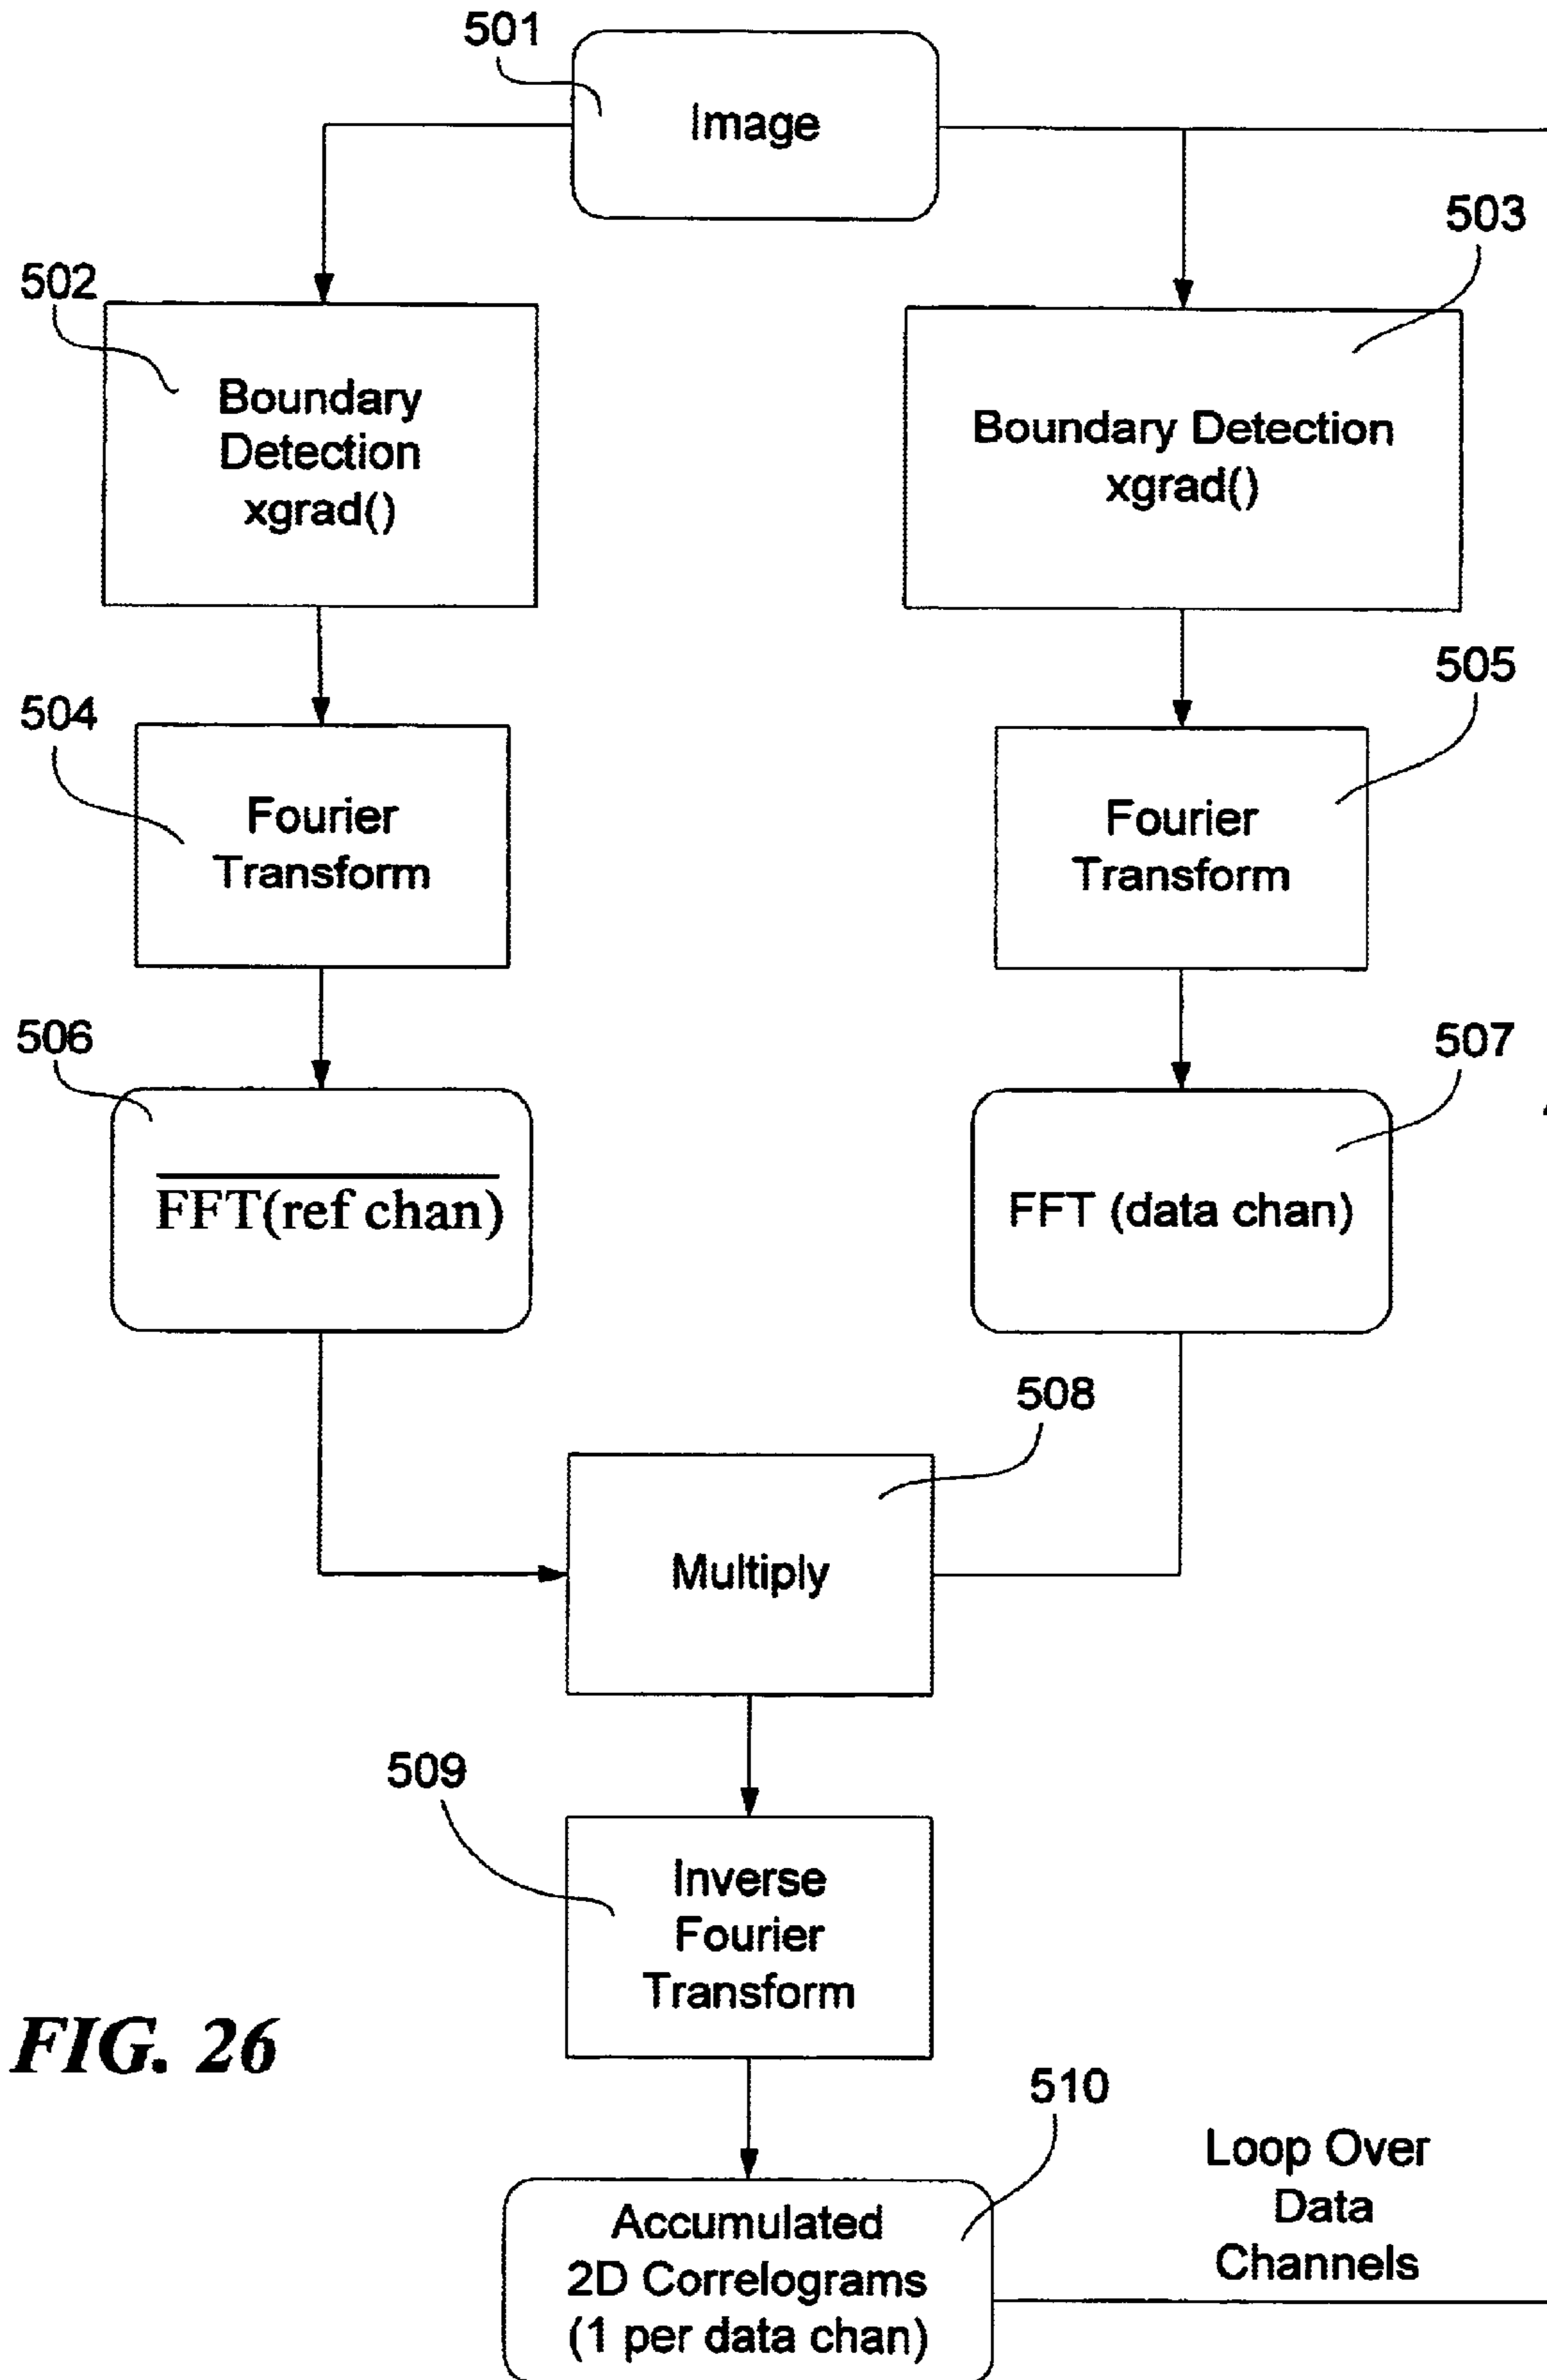 501
Image
503
502
Boundary
Detection
xgrad()
Boundary Detection
xgrad()
505
504
Fourier
Transform
Fourier
Transform
506
507
FFT(ref chan)
FFT (data chan)
508
Multiply
509
Inverse
Fourier
Transform
FIG. 26
510
Loop Over
Data
Channels
Accumulated
2D Correlograms
(1 per data chan)